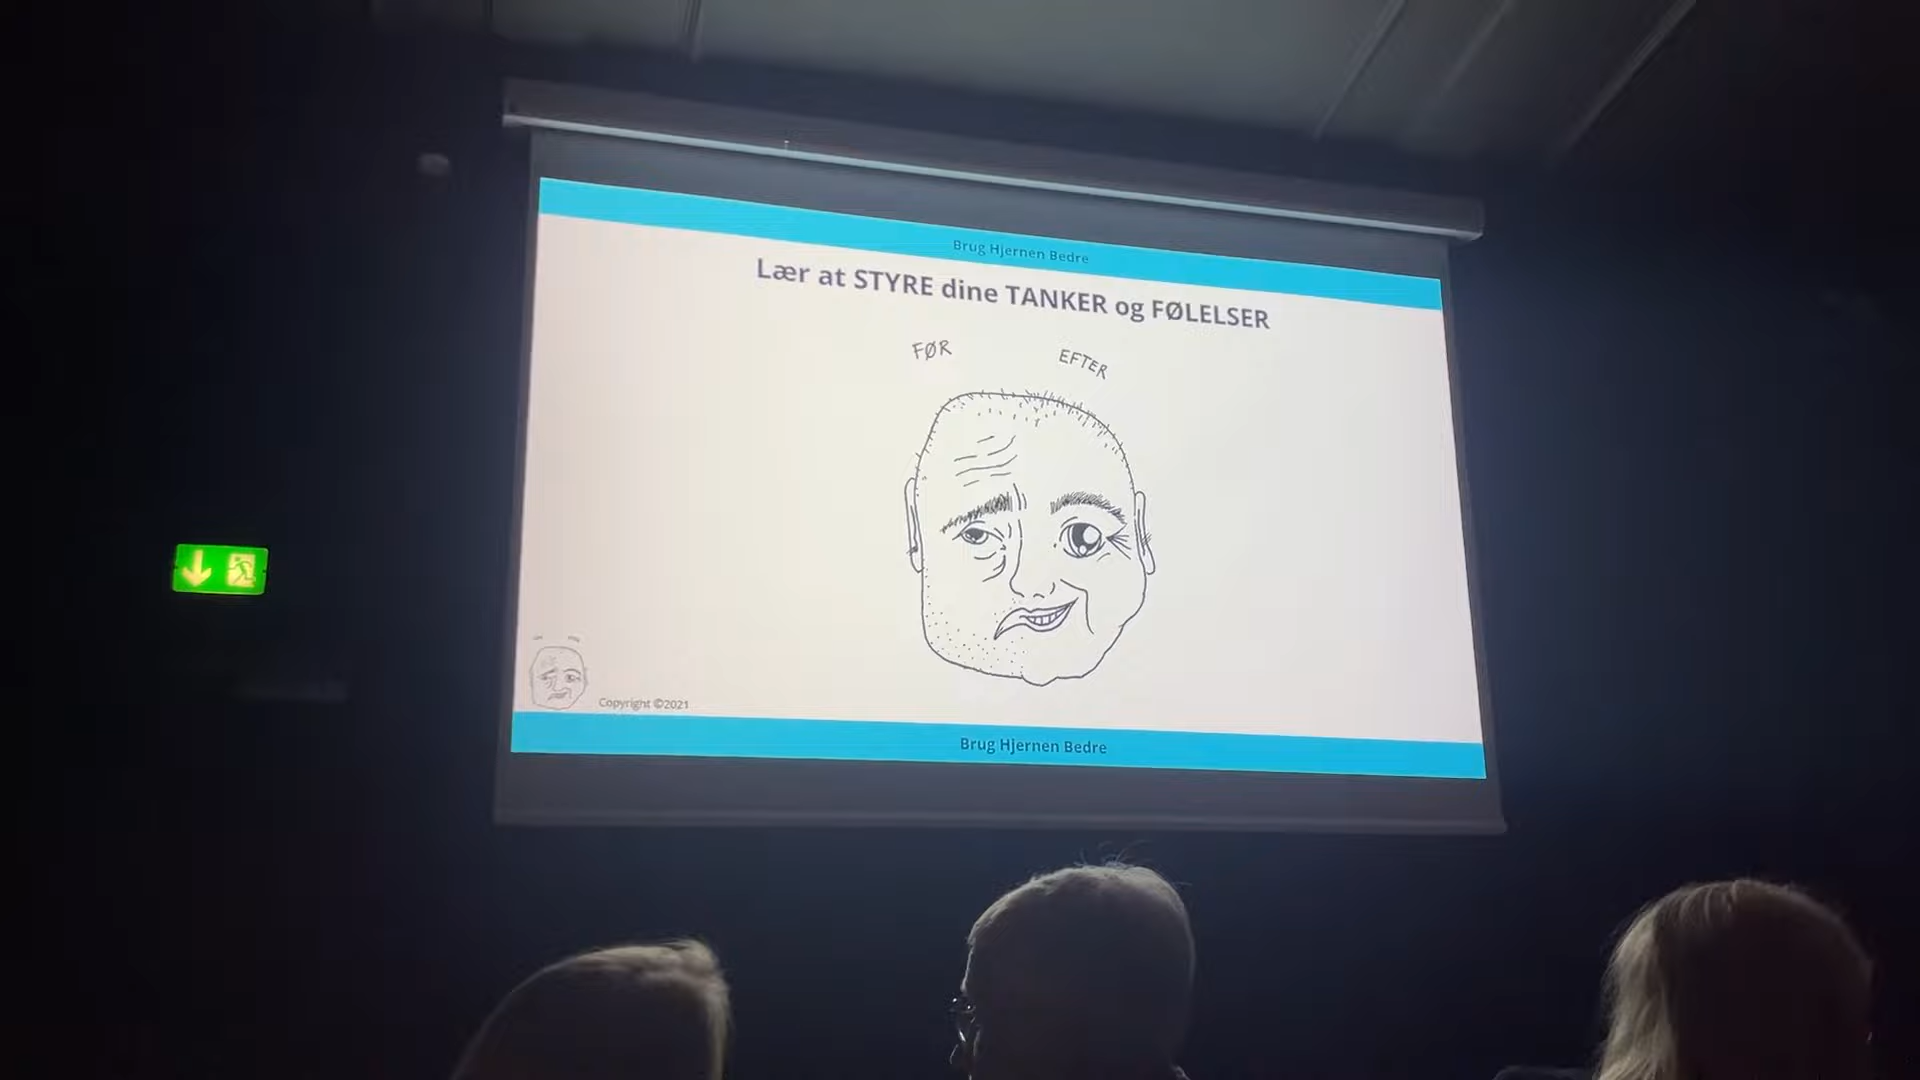 Brug Hjernen Bedre
Lær at STYRE dine TANKER og FØLELSER
FØR
EFTER
Copyright ©2021
Brug Hjernen Bedre